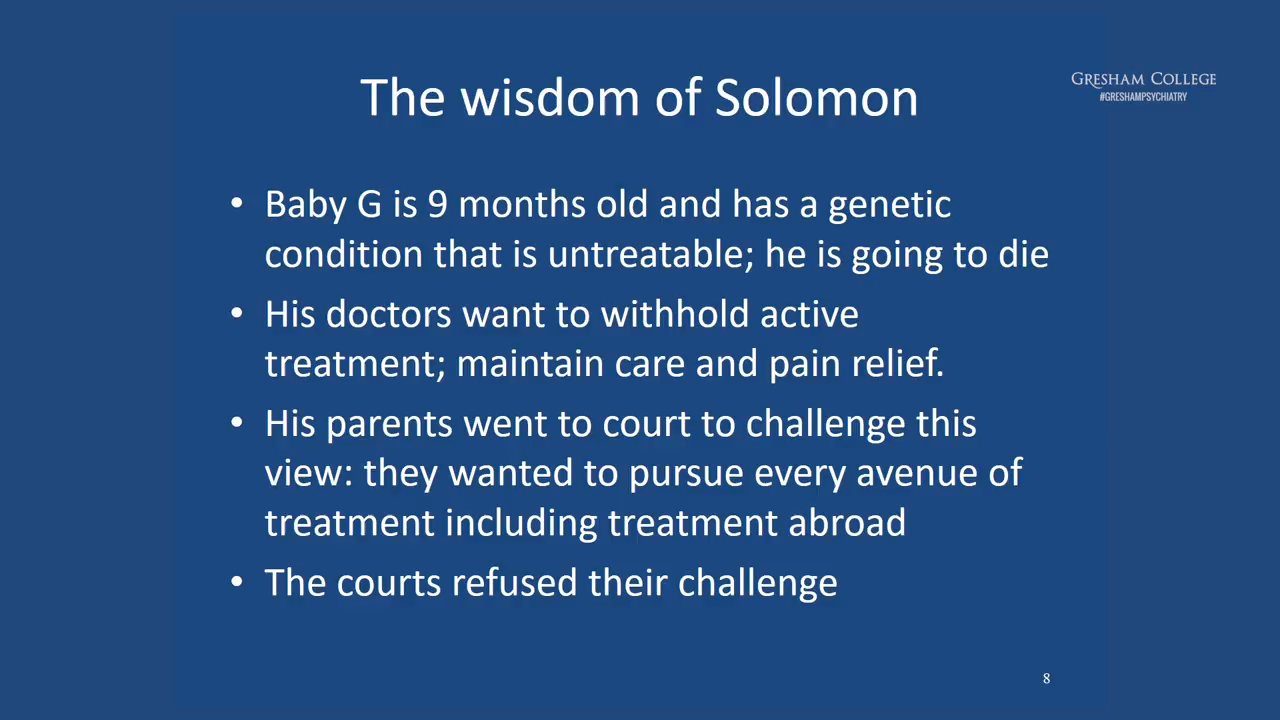 The wisdom of Solomon
GRESHAM COLLEGE
#GRESHAMPSYCHIATRY
• Baby G is 9 months old and has a genetic
condition that is untreatable; he is going to die
• His doctors want to withhold active
treatment; maintain care and pain relief.
• His parents went to court to challenge this
view: they wanted to pursue every avenue of
treatment including treatment abroad
• The courts refused their challenge
8